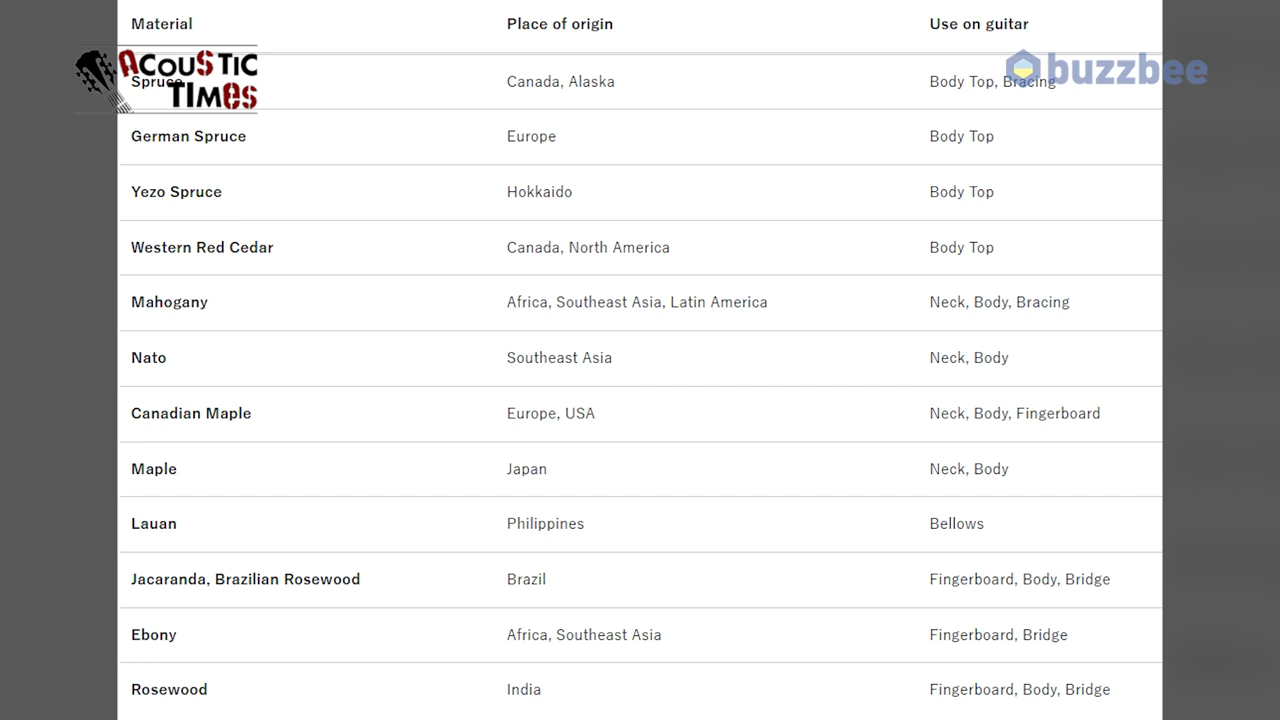 Material Place of origin Use on guitar
ACOUSTIC TIMES
buzzbee
Spruce Canada, Alaska Body Top, Bracing
German Spruce Europe Body Top
Yezo Spruce Hokkaido Body Top
Western Red Cedar Canada, North America Body Top
Mahogany Africa, Southeast Asia, Latin America Neck, Body, Bracing
Nato Southeast Asia Neck, Body
Canadian Maple Europe, USA Neck, Body, Fingerboard
Maple Japan Neck, Body
Lauan Philippines Bellows
Jacaranda, Brazilian Rosewood Brazil Fingerboard, Body, Bridge
Ebony Africa, Southeast Asia Fingerboard, Bridge
Rosewood India Fingerboard, Body, Bridge